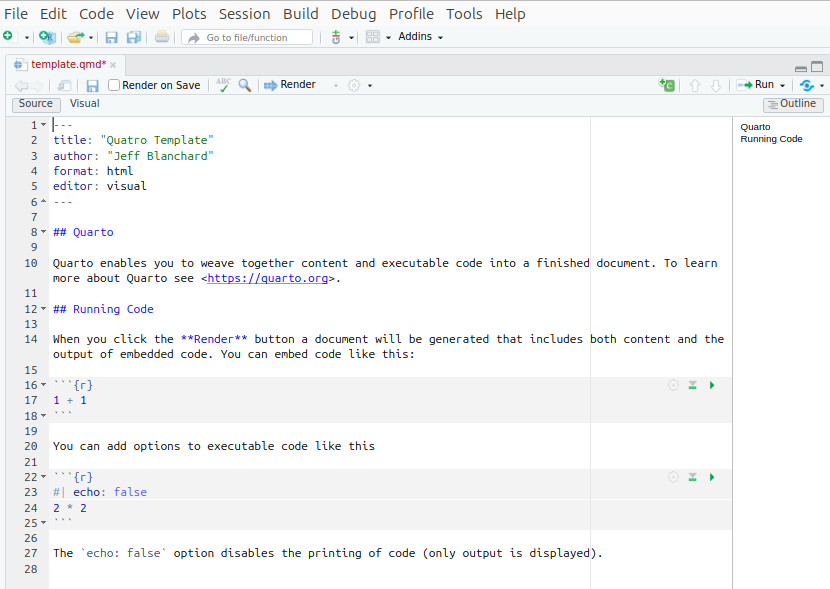 File Edit Code View Plots Session Build Debug Profile Tools Help
Go to file/function Addins
template.qmd*
Render on Save ABC Render Run
Source Visual Outline
1 ---
2 title: "Quatro Template"
3 author: "Jeff Blanchard"
4 format: html
5 editor: visual
6 ---
7
8 ## Quarto
9
10 Quarto enables you to weave together content and executable code into a finished document. To learn
more about Quarto see <https://quarto.org>.
11
12 ## Running Code
13
14 When you click the **Render** button a document will be generated that includes both content and the
output of embedded code. You can embed code like this:
15
16 ```{r}
17 1 + 1
18 ```
19
20 You can add options to executable code like this
21
22 ```{r}
23 #| echo: false
24 2 * 2
25 ```
26
27 The `echo: false` option disables the printing of code (only output is displayed).
28
Quarto
Running Code